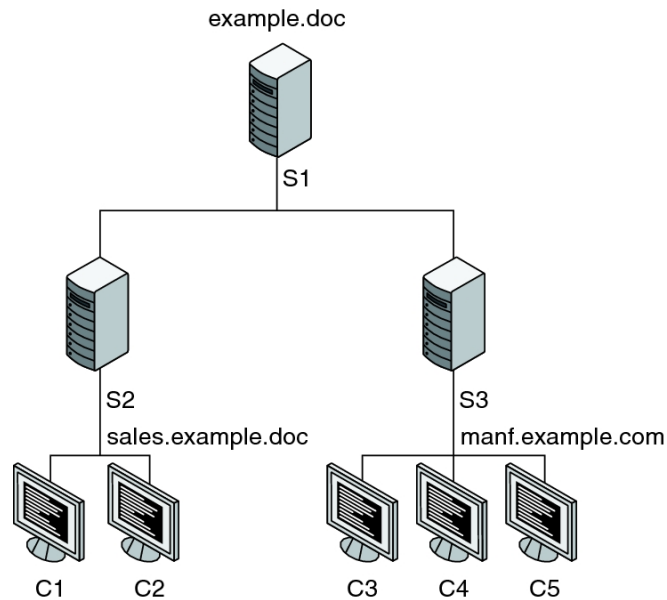 example.doc
S1
S2
S3
sales.example.doc
manf.example.com
C1
C2
C3
C4
C5